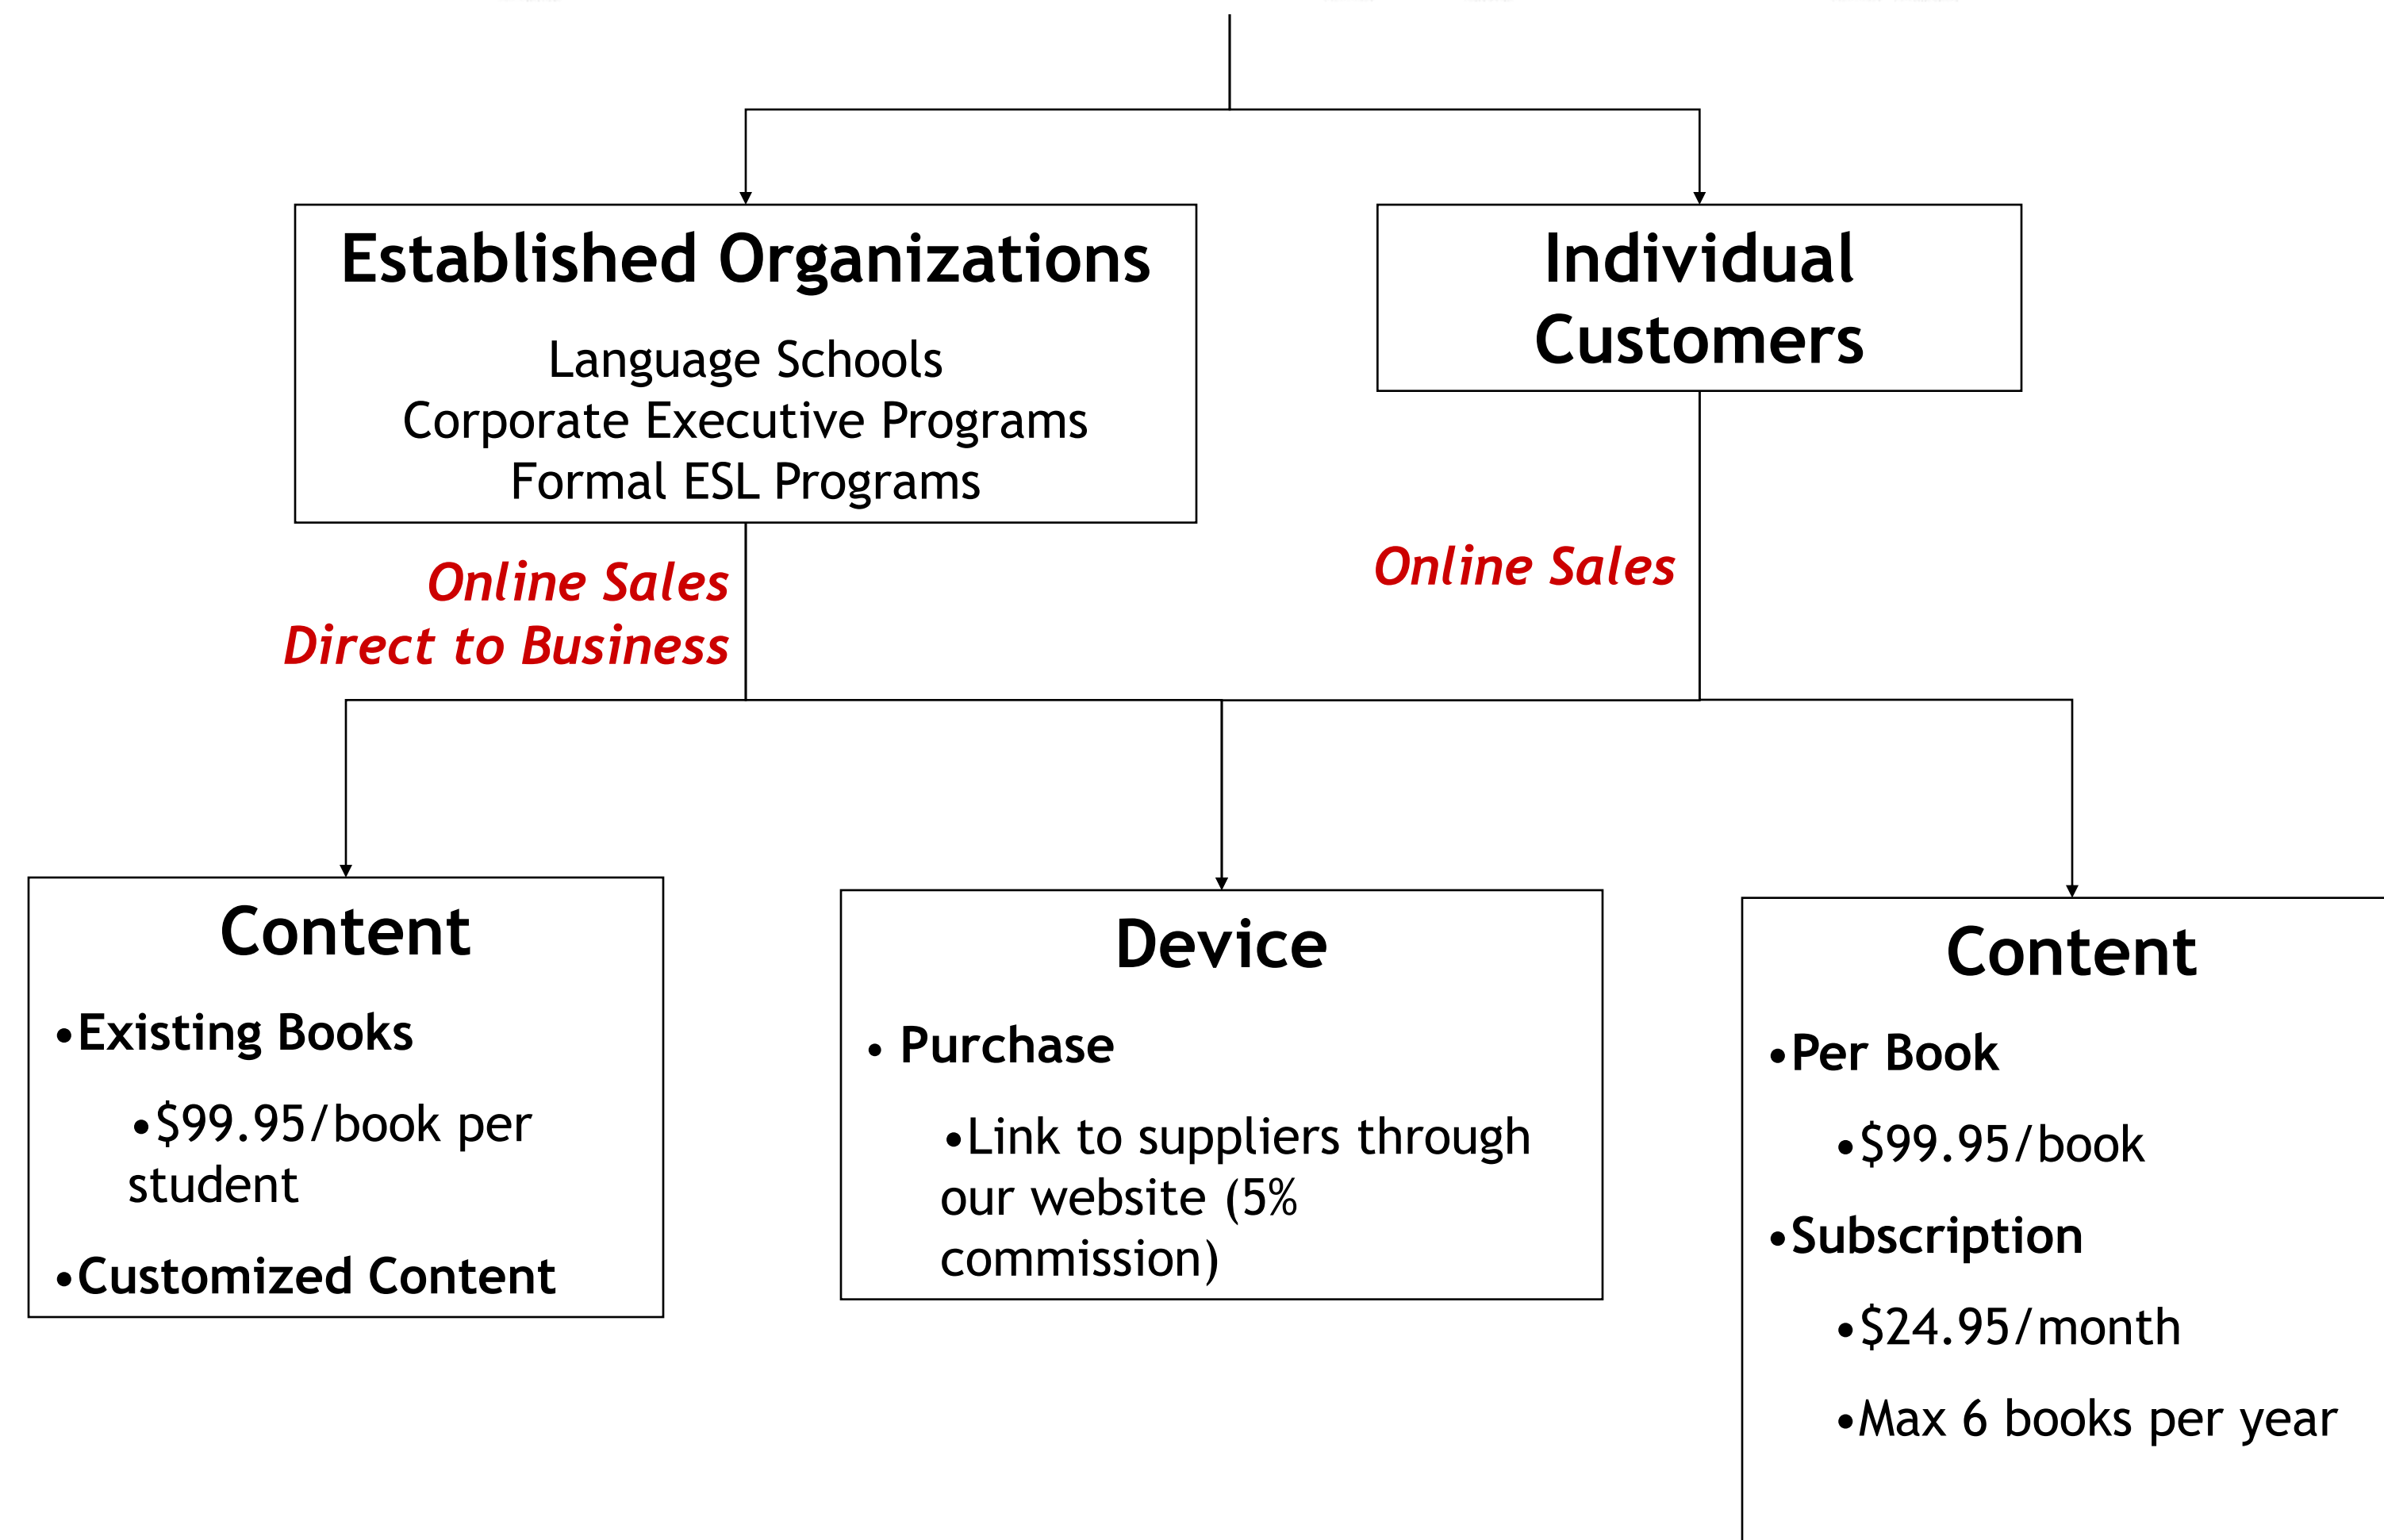 Established Organizations
Language Schools
Corporate Executive Programs
Formal ESL Programs
Individual
Customers
Online Sales
Direct to Business
Online Sales
Content
•Existing Books
•$99.95/book per
student
•Customized Content
Device
• Purchase
•Link to suppliers through
our website (5%
commission)
Content
•Per Book
•$99.95/book
•Subscription
•$24.95/month
•Max 6 books per year